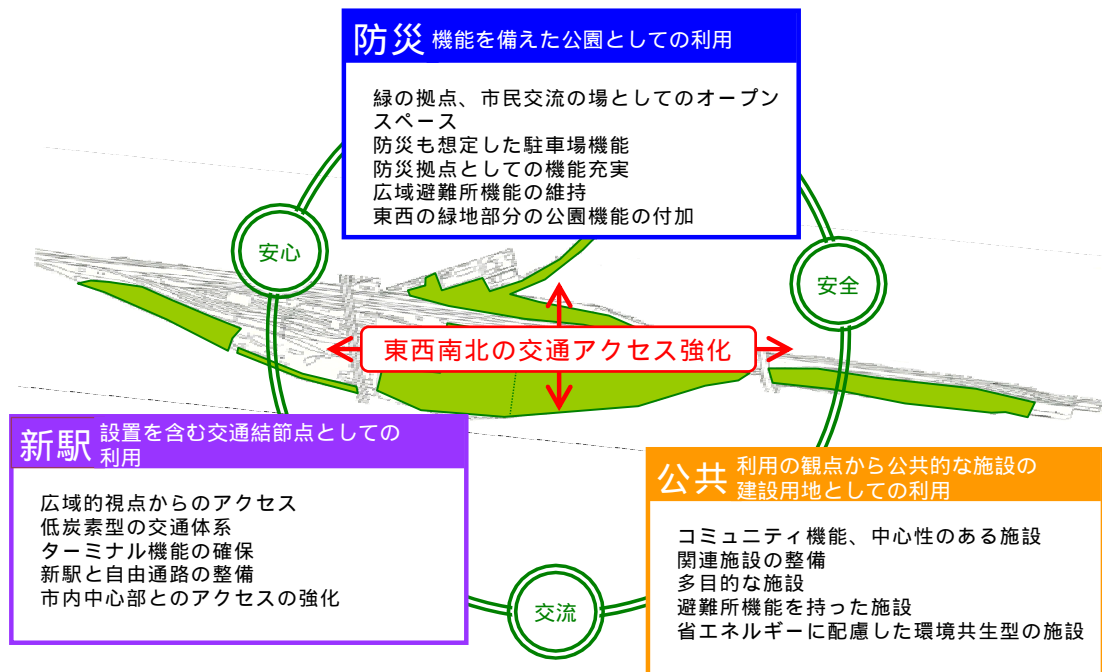 防災 機能を備えた公園としての利用
緑の拠点、市民交流の場としてのオープン
スペース
防災も想定した駐車場機能
防災拠点としての機能充実
広域避難所機能の維持
東西の緑地部分の公園機能の付加
安心
安全
東西南北の交通アクセス強化
新駅 設置を含む交通結節点としての
利用
広域的視点からのアクセス
低炭素型の交通体系
ターミナル機能の確保
新駅と自由通路の整備
市内中心部とのアクセスの強化
公共 利用の観点から公共的な施設の
建設用地としての利用
コミュニティ機能、中心性のある施設
関連施設の整備
多目的な施設
避難所機能を持った施設
省エネルギーに配慮した環境共生型の施設
交流